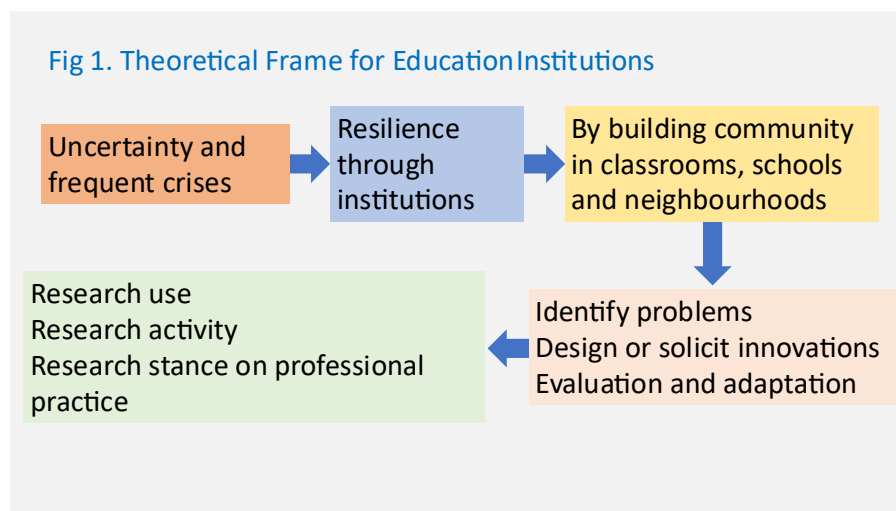 Fig 1. Theoretical Frame for Education Institutions
Uncertainty and
frequent crises
Resilience
through
institutions
By building community
in classrooms, schools
and neighbourhoods
Identify problems
Design or solicit innovations
Evaluation and adaptation
Research use
Research activity
Research stance on professional
practice